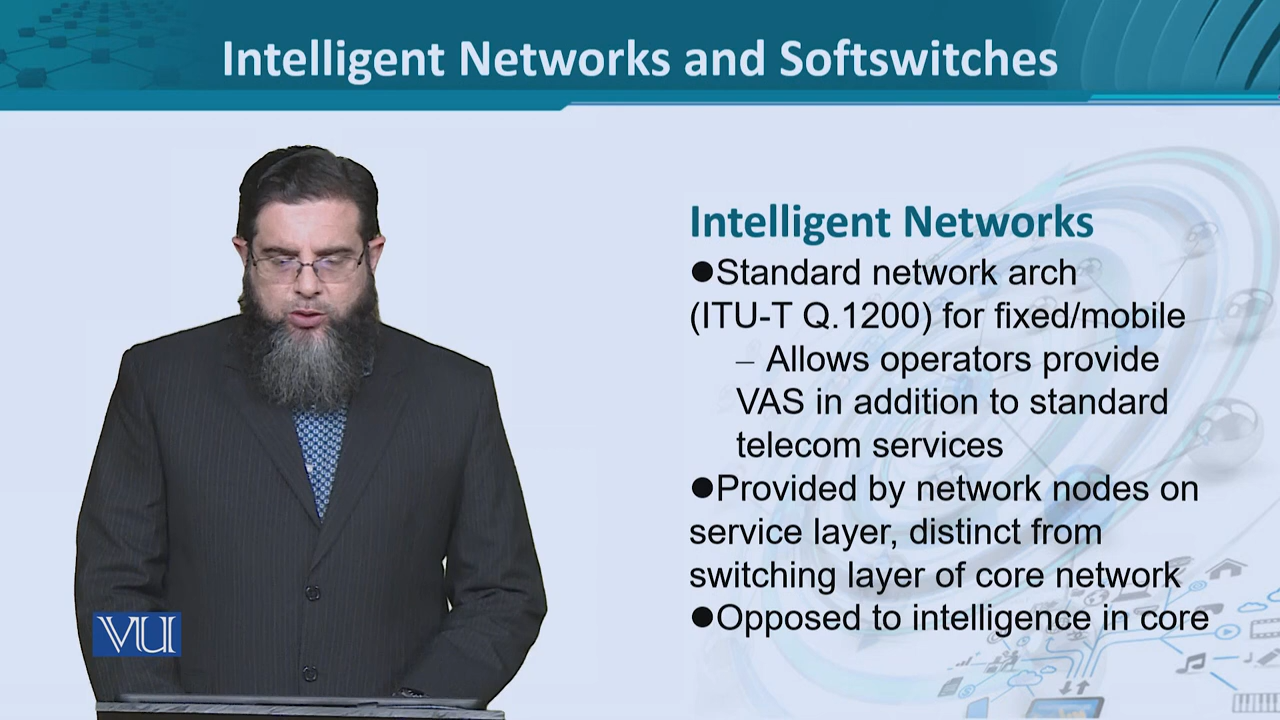 Intelligent Networks and Softswitches
Intelligent Networks
●Standard network arch
(ITU-T Q.1200) for fixed/mobile
– Allows operators provide
VAS in addition to standard
telecom services
●Provided by network nodes on
service layer, distinct from
switching layer of core network
●Opposed to intelligence in core
VU